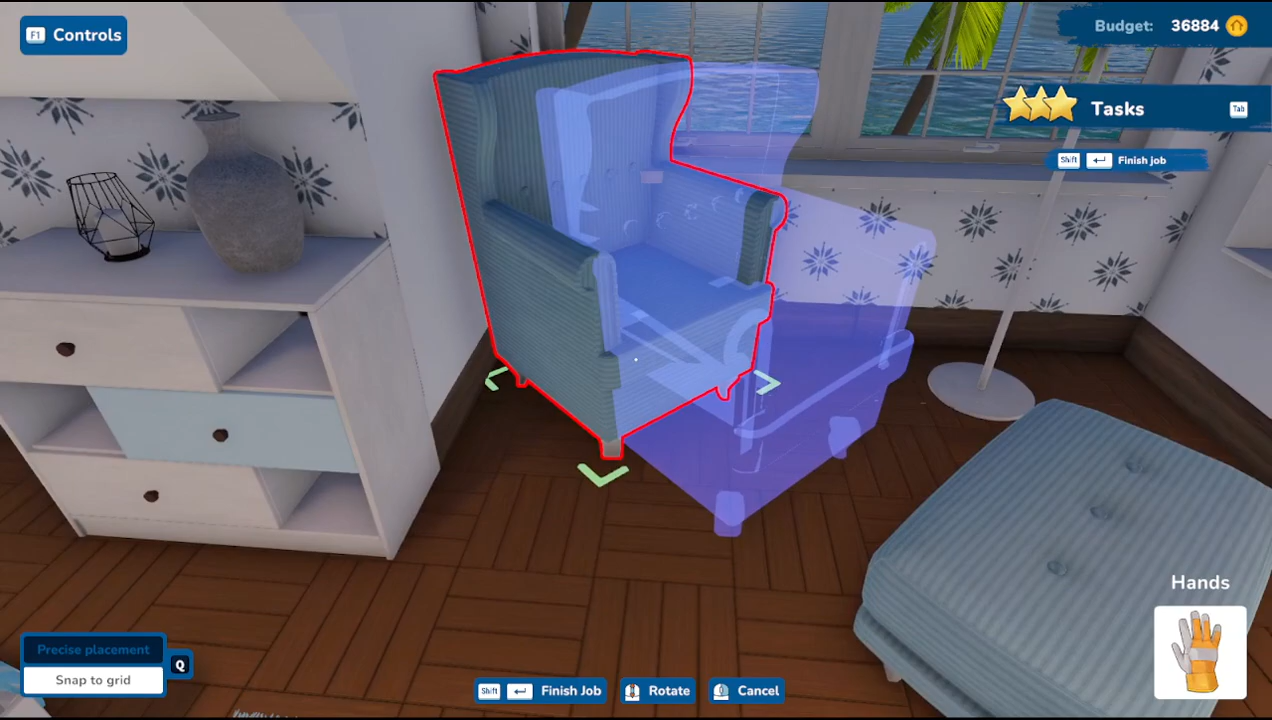 F1 Controls
Budget: 36884
Tasks Tab
Shift Finish job
Hands
Precise placement
Q
Snap to grid
Shift Finish Job Rotate Cancel